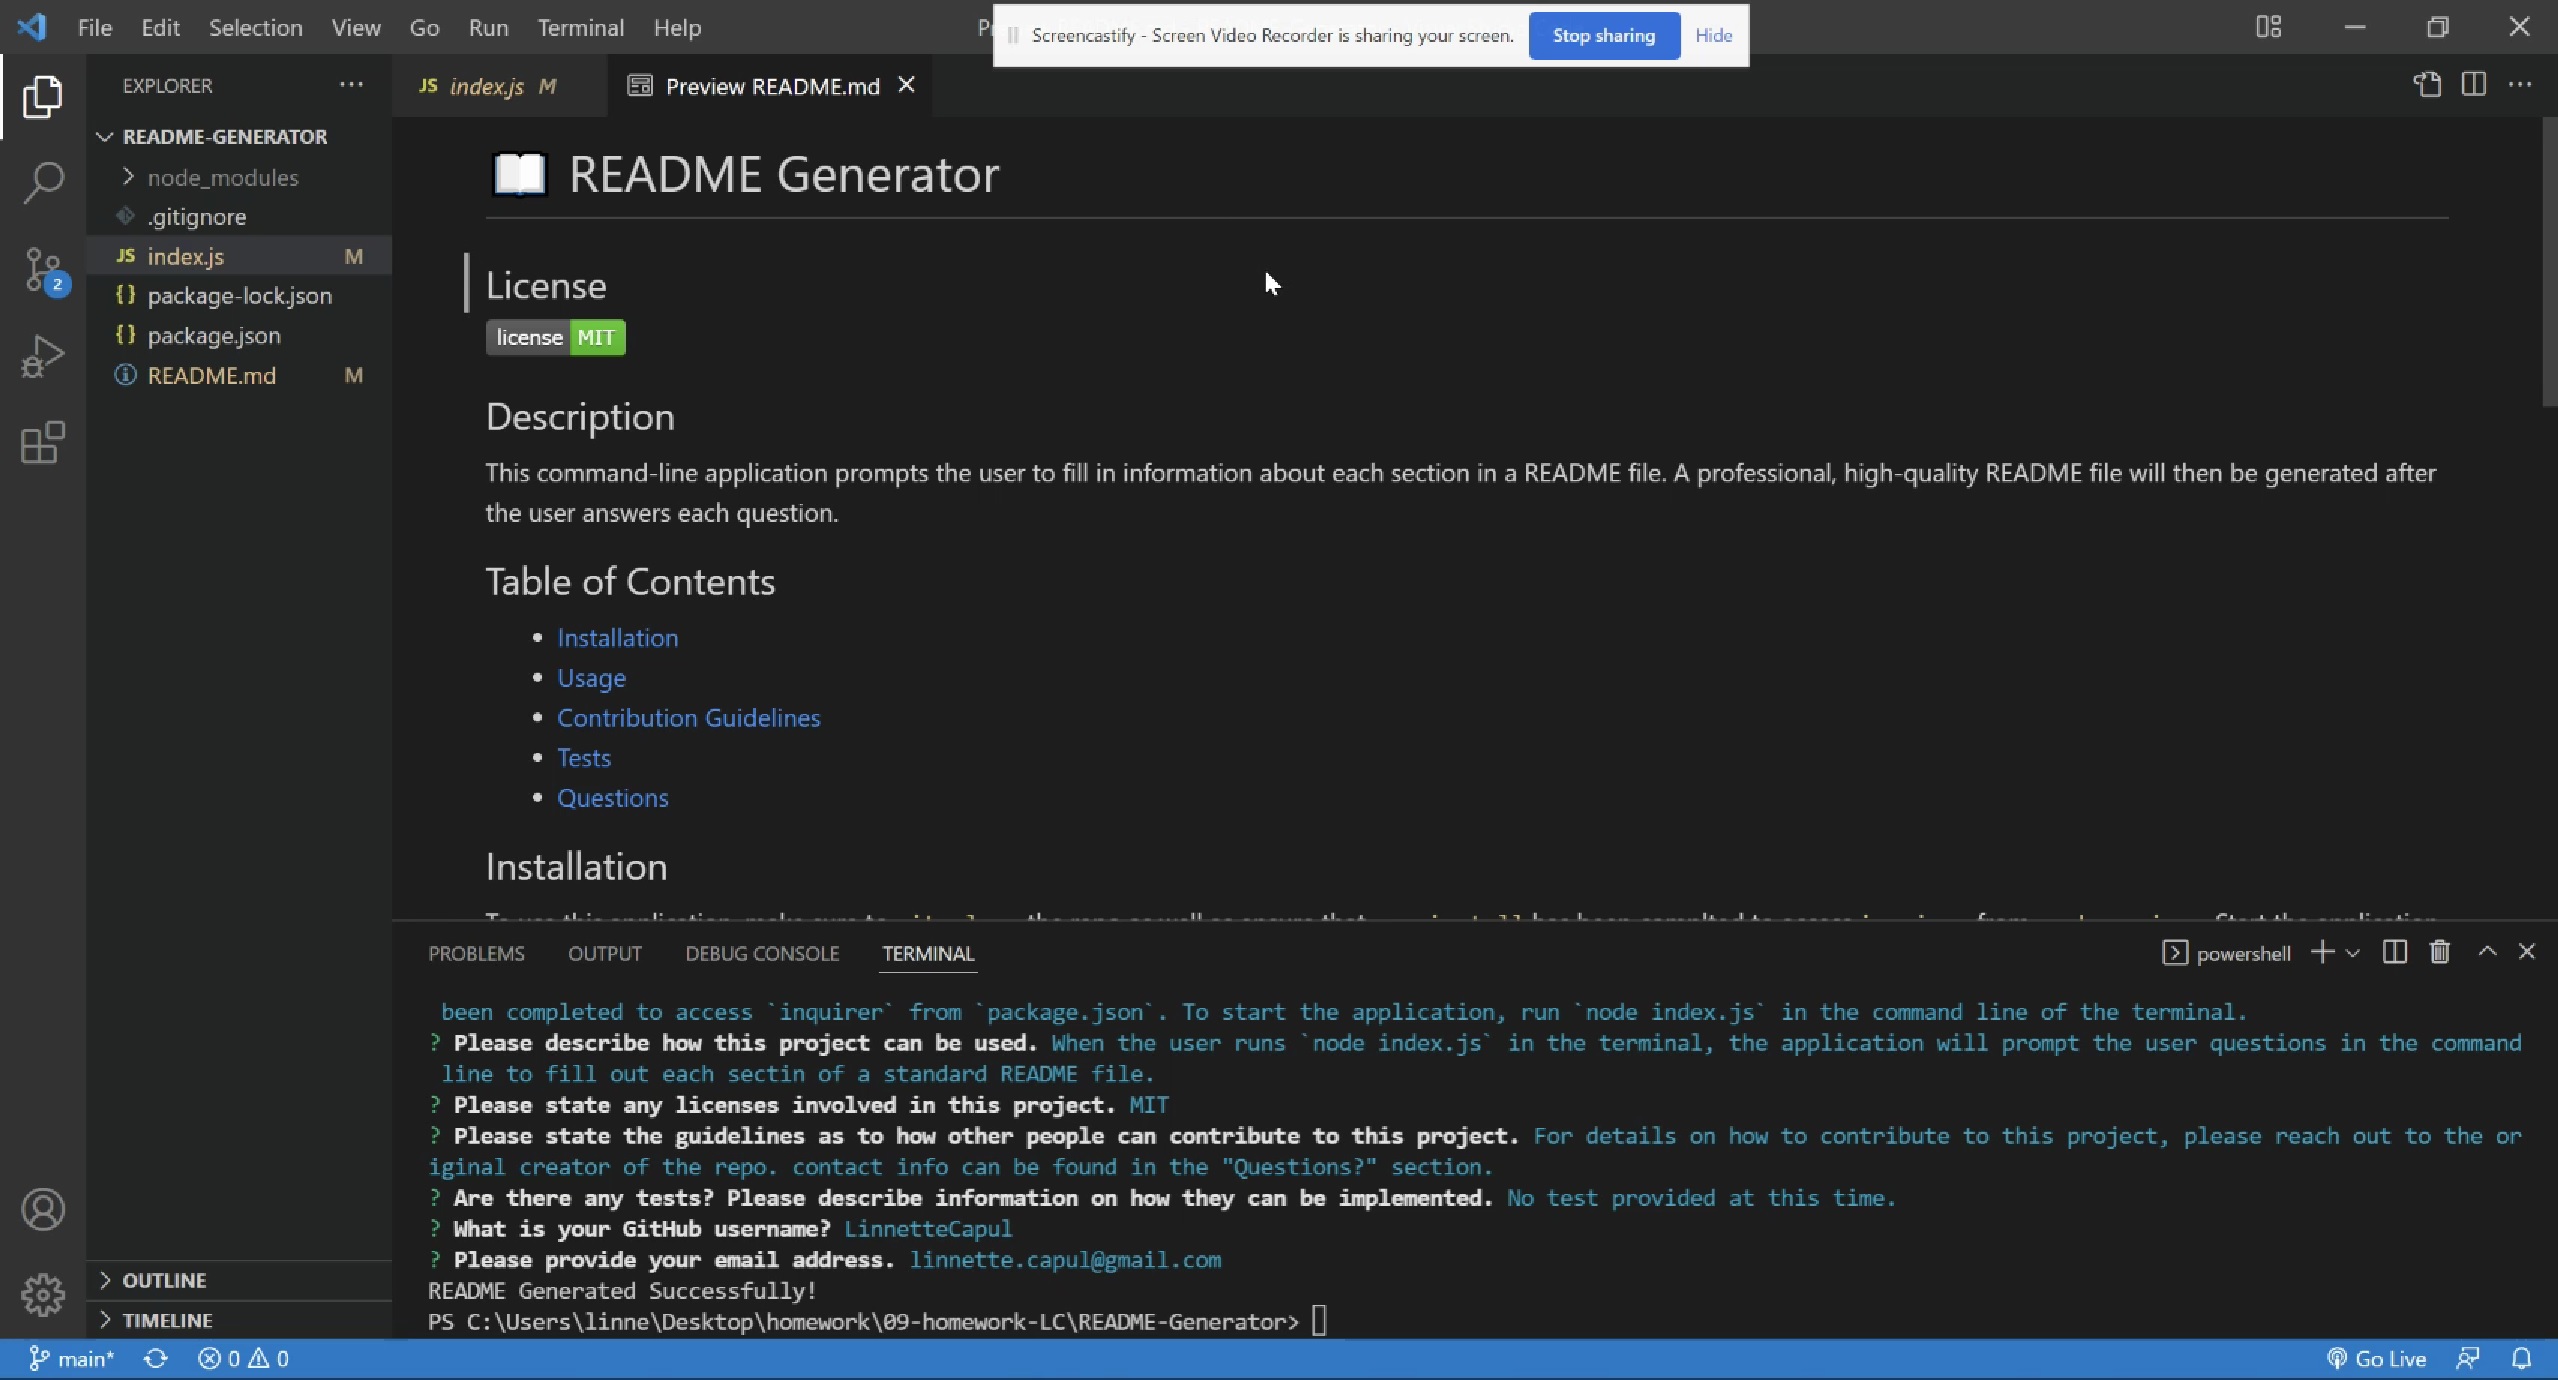 File Edit Selection View Go Run Terminal Help
Screencastify - Screen Video Recorder is sharing your screen. Stop sharing Hide
EXPLORER
README-GENERATOR
node_modules
.gitignore
JS index.js M
{} package-lock.json
{} package.json
README.md M
2
OUTLINE
TIMELINE
JS index.js M
Preview README.md
README Generator
License
license MIT
Description
This command-line application prompts the user to fill in information about each section in a README file. A professional, high-quality README file will then be generated after
the user answers each question.
Table of Contents
• Installation
• Usage
• Contribution Guidelines
• Tests
• Questions
Installation
PROBLEMS OUTPUT DEBUG CONSOLE TERMINAL
powershell
been completed to access `inquirer` from `package.json`. To start the application, run `node index.js` in the command line of the terminal.
? Please describe how this project can be used. When the user runs `node index.js` in the terminal, the application will prompt the user questions in the command
line to fill out each sectin of a standard README file.
? Please state any licenses involved in this project. MIT
? Please state the guidelines as to how other people can contribute to this project. For details on how to contribute to this project, please reach out to the or
iginal creator of the repo. contact info can be found in the "Questions?" section.
? Are there any tests? Please describe information on how they can be implemented. No test provided at this time.
? What is your GitHub username? LinnetteCapul
? Please provide your email address. linnette.capul@gmail.com
README Generated Successfully!
PS C:\Users\linne\Desktop\homework\09-homework-LC\README-Generator>
main* 0 0
Go Live